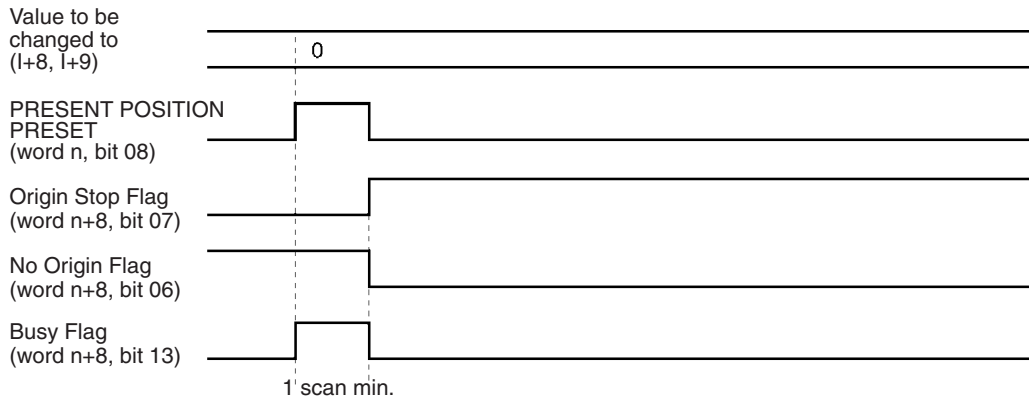 Value to be
changed to
(I+8, I+9)
0
PRESENT POSITION
PRESET
(word n, bit 08)
Origin Stop Flag
(word n+8, bit 07)
No Origin Flag
(word n+8, bit 06)
Busy Flag
(word n+8, bit 13)
1 scan min.